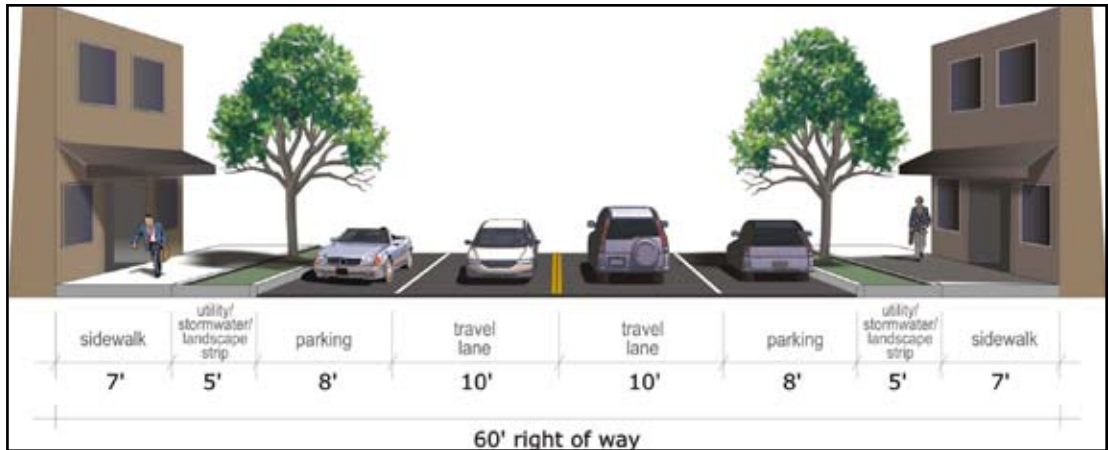 sidewalk
utility/
stormwater/
landscape
strip
parking
travel
lane
travel
lane
parking
utility/
stormwater/
landscape
strip
sidewalk
7' 5' 8' 10' 10' 8' 5' 7'
60' right of way